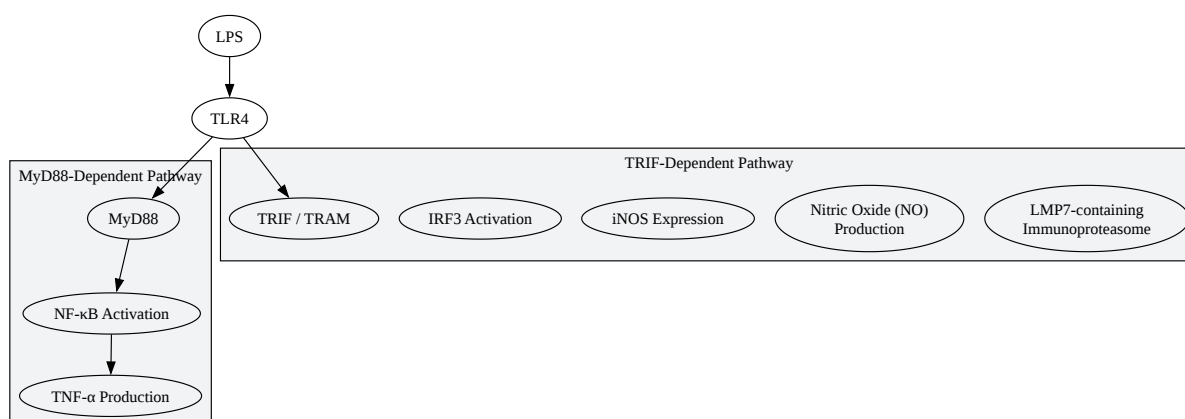 LPS
TLR4
TRIF-Dependent Pathway
MyD88-Dependent Pathway
MyD88
TRIF / TRAM
IRF3 Activation
iNOS Expression
Nitric Oxide (NO)
Production
LMP7-containing
Immunoproteasome
NF-κB Activation
TNF-α Production